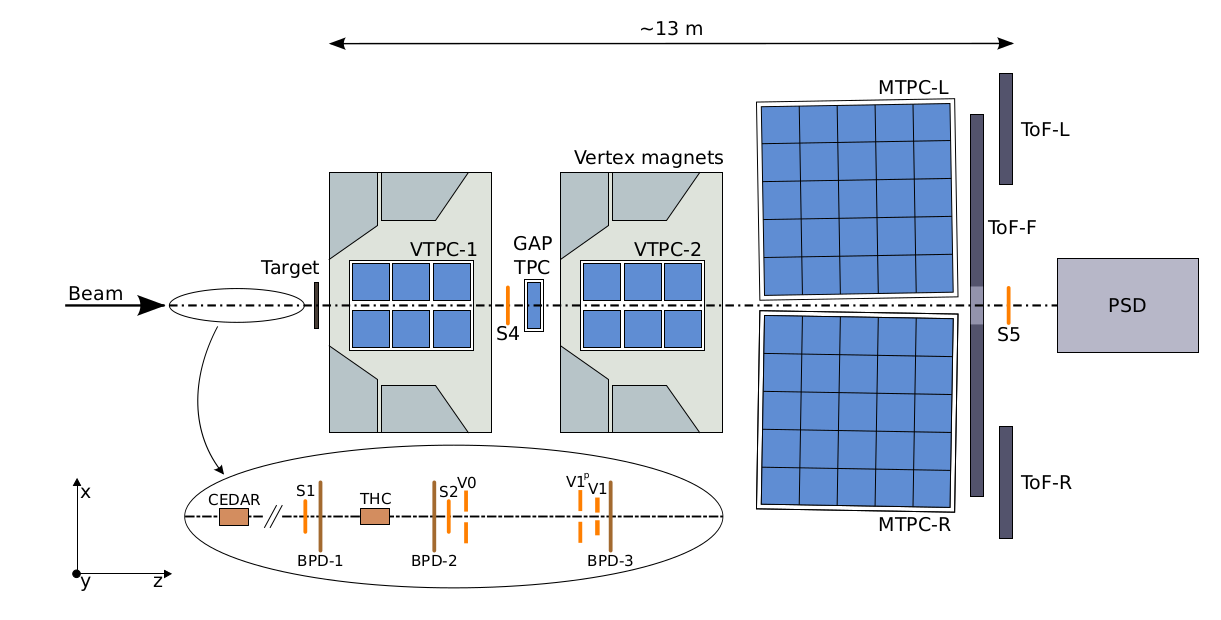 ~13 m
MTPC-L
ToF-L
Vertex magnets
ToF-F
VTPC-1
GAP
TPC
VTPC-2
Target
Beam
S4
S5
PSD
V1p
V0
S1
S2
V1
CEDAR
THC
BPD-1
BPD-2
BPD-3
ToF-R
MTPC-R
x
y
z